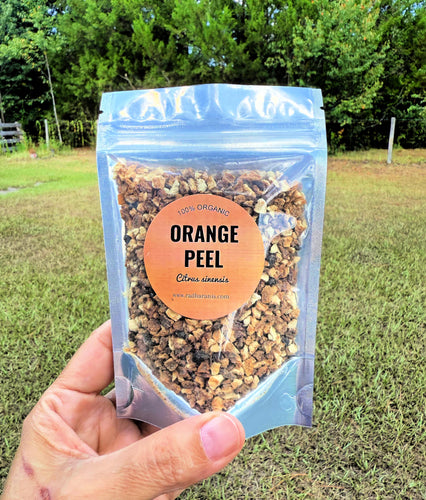 100% ORGANIC
ORANGE
PEEL
Citrus sinensis